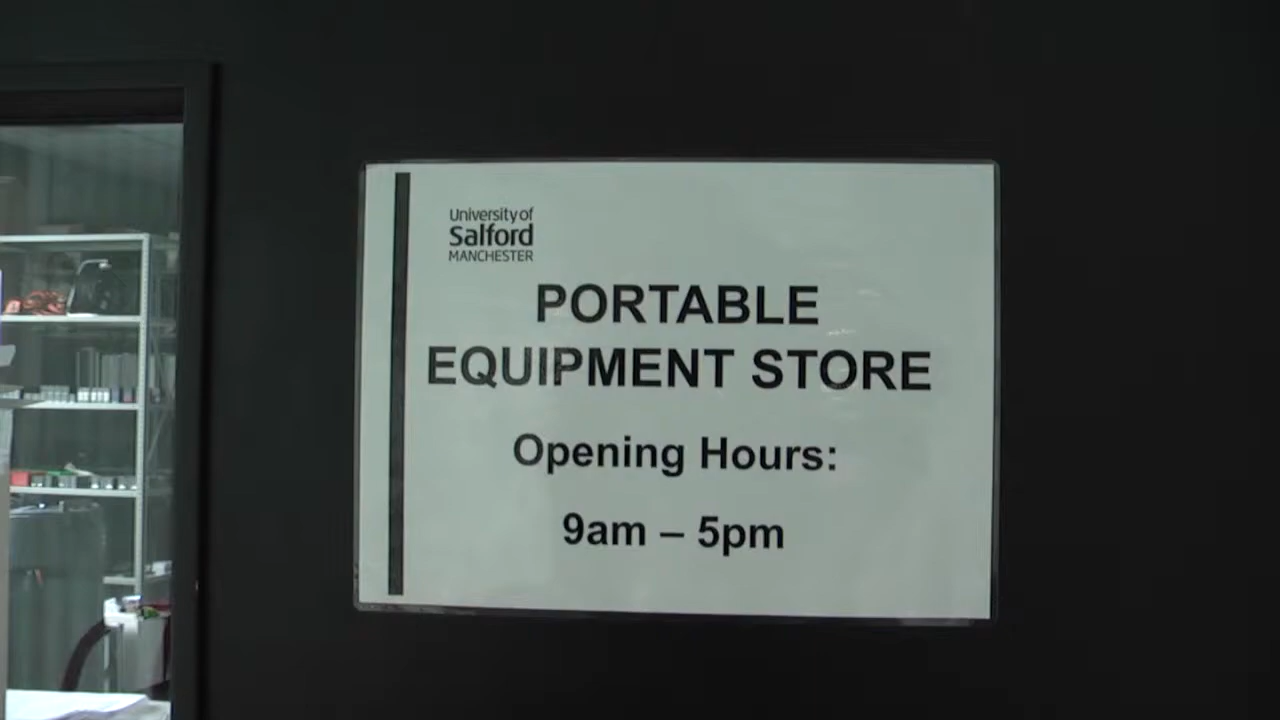 University of
Salford
MANCHESTER
PORTABLE
EQUIPMENT STORE
Opening Hours:
9am – 5pm